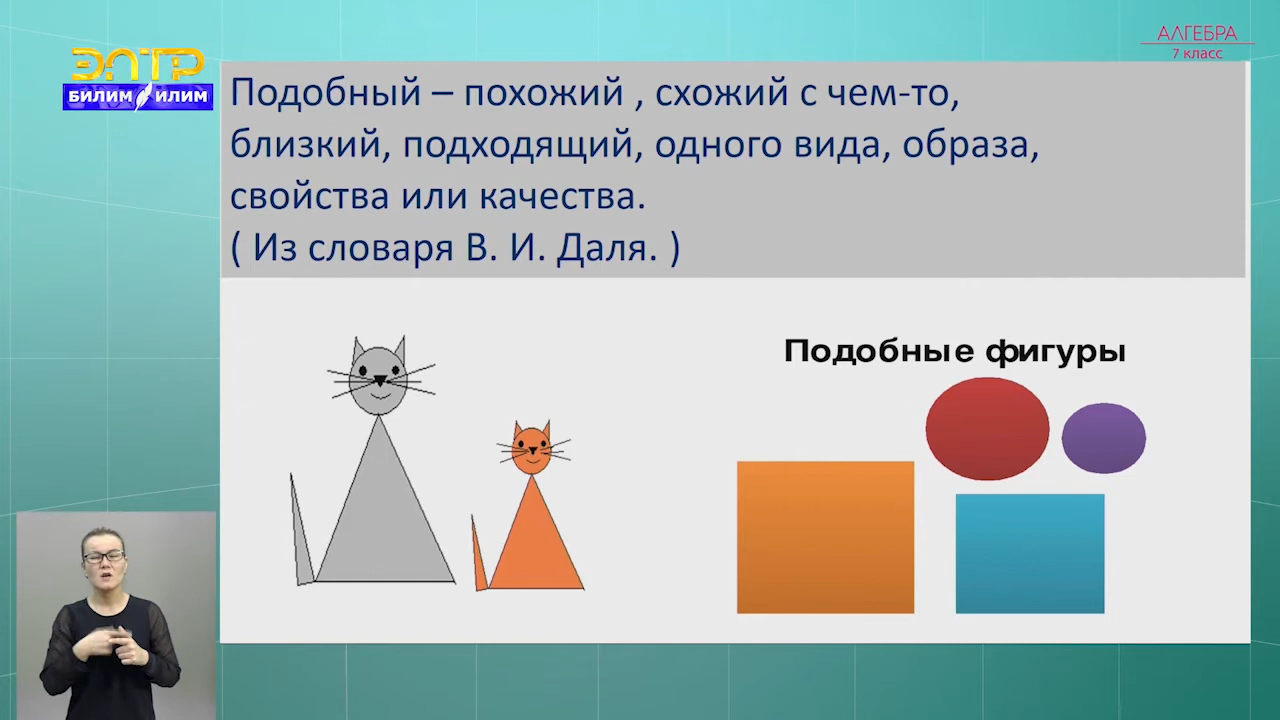 АЛГЕБРА
7 класс
ЭЛТР
БИЛИМ ИЛИМ
Подобный – похожий , схожий с чем-то,
близкий, подходящий, одного вида, образа,
свойства или качества.
( Из словаря В. И. Даля. )
Подобные фигуры